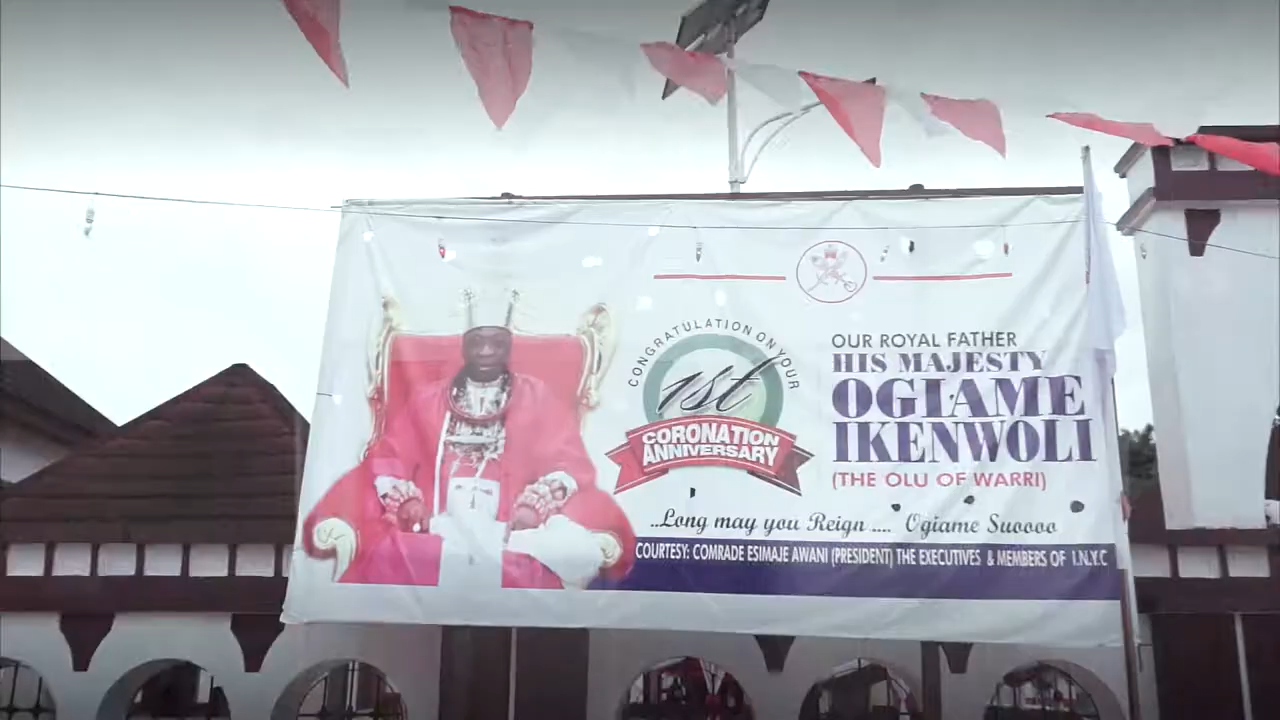 CONGRATULATION ON YOUR
1st
CORONATION
ANNIVERSARY
OUR ROYAL FATHER
HIS MAJESTY
OGIAME
IKENWOLI
(THE OLU OF WARRI)
..Long may you Reign .... Ogiame Suoooo
COURTESY: COMRADE ESIMAJE AWANI (PRESIDENT) THE EXECUTIVES & MEMBERS OF I.N.Y.C